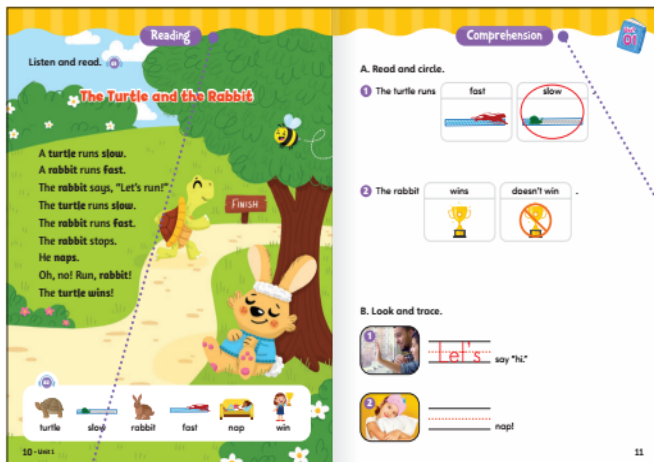 Reading
Listen and read.
The Turtle and the Rabbit
A turtle runs slow.
A rabbit runs fast.
The rabbit says, "Let's run!"
The turtle runs slow.
The rabbit runs fast.
The rabbit stops.
He naps.
Oh, no! Run, rabbit!
The turtle wins!
FINISH
turtle slow rabbit fast nap win
10 • UNIT 1
Comprehension
A. Read and circle.
1 The turtle runs fast slow
2 The rabbit wins doesn't win .
B. Look and trace.
1 Let's say "hi."
2 nap!
11